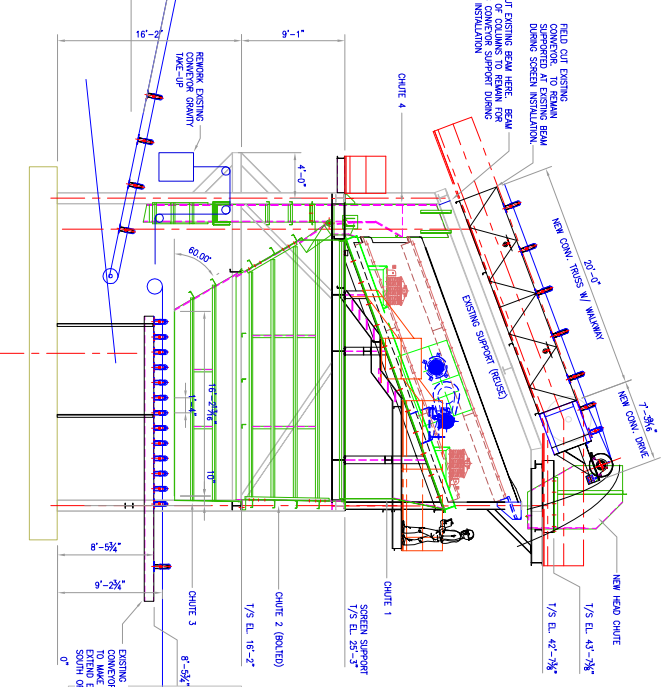 FIELD CUT EXISTING
CONVEYOR. TO REMAIN
SUPPORTED AT EXISTING BEAM
DURING SCREEN INSTALLATION.
UT EXISTING BEAM HERE. BEAM
OF COLUMNS TO REMAIN FOR
CONVEYOR SUPPORT DURING
INSTALLATION
REWORK EXISTING
CONVEYOR GRAVITY
TAKE-UP
CHUTE 4
20'-0"
NEW CONV. TRUSS W/ WALKWAY
7'-3 9/16"
NEW CONV. DRIVE
EXISTING SUPPORT (REUSE)
NEW HEAD CHUTE
T/S EL. 43'-7⅜"
T/S EL. 42'-7⅜"
CHUTE 1
SCREEN SUPPORT
T/S EL. 25'-3"
CHUTE 2 (BOLTED)
T/S EL. 16'-2"
CHUTE 3
16'-2"
9'-1"
4'-0"
60.00°
1'-4"
10"
8'-5¾"
9'-2¾"
8'-5¾"
EXISTING
CONVEYOR
TO MAKE
EXTEND
SOUTH
0"